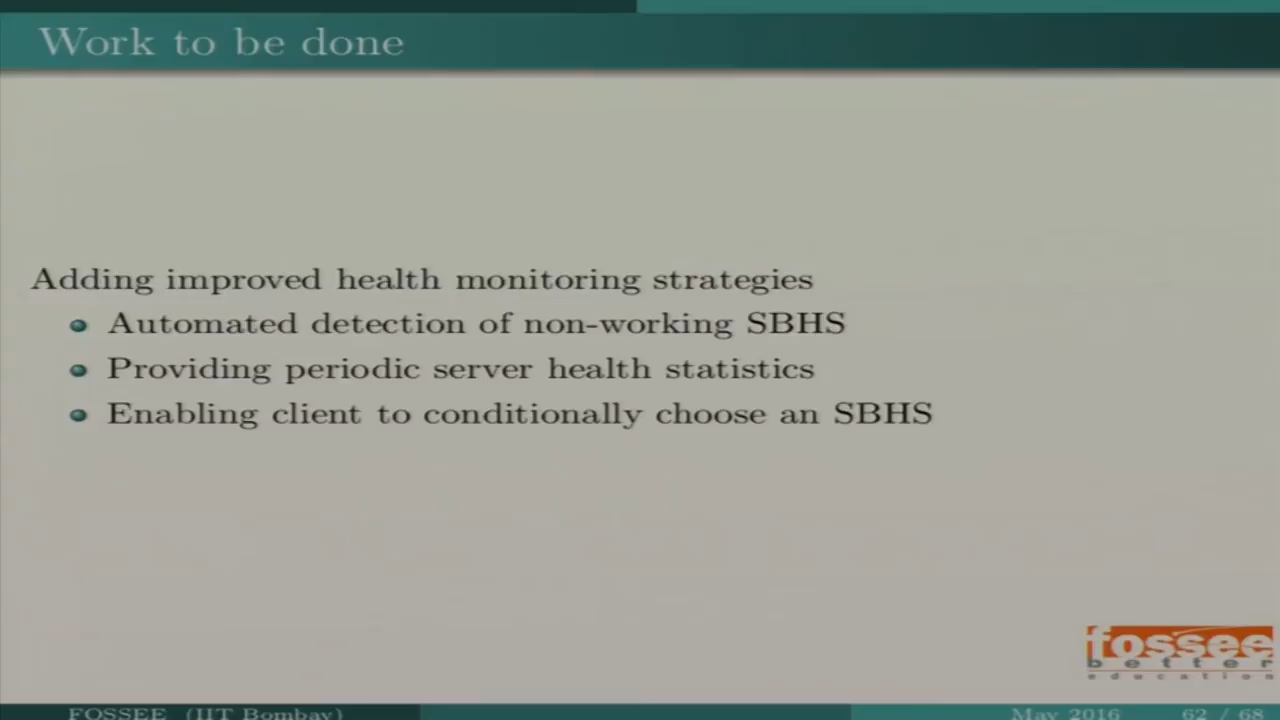 Work to be done
Adding improved health monitoring strategies
Automated detection of non-working SBHS
Providing periodic server health statistics
Enabling client to conditionally choose an SBHS
fossee
better
education
FOSSEE (IIT Bombay)
May 2016
62 / 68